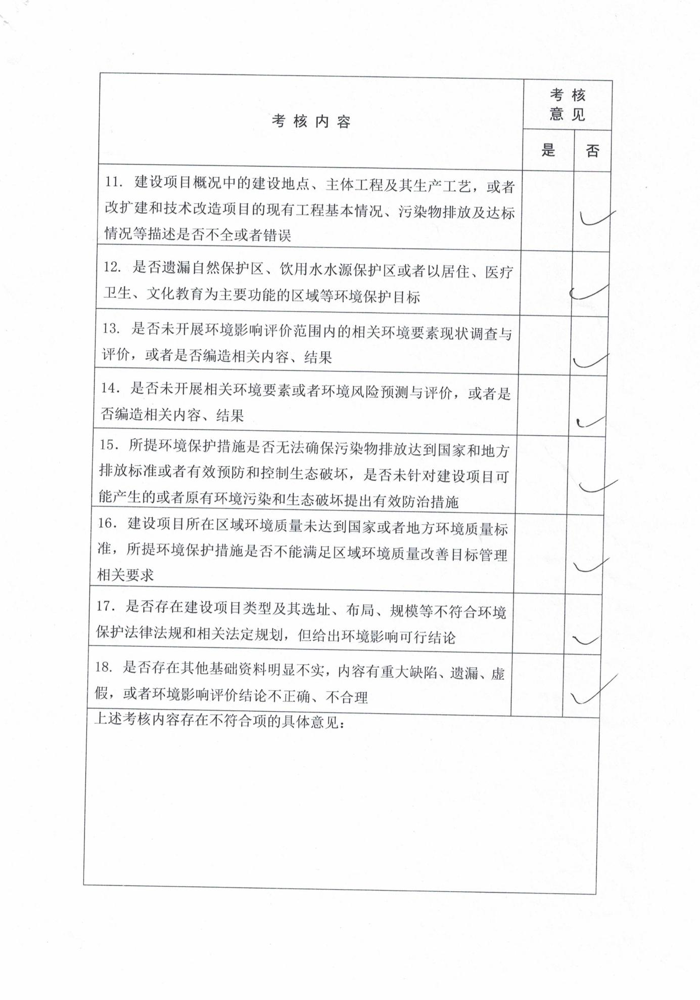 考核内容
考核
意见
是
否
11. 建设项目概况中的建设地点、主体工程及其生产工艺，或者
改扩建和技术改造项目的现有工程基本情况、污染物排放及达标
情况等描述是否不全或者错误
12. 是否遗漏自然保护区、饮用水水源保护区或者以居住、医疗
卫生、文化教育为主要功能的区域等环境保护目标
13. 是否未开展环境影响评价范围内的相关环境要素现状调查与
评价，或者是否编造相关内容、结果
14. 是否未开展相关环境要素或者环境风险预测与评价，或者是
否编造相关内容、结果
15. 所提环境保护措施是否无法确保污染物排放达到国家和地方
排放标准或者有效预防和控制生态破坏，是否未针对建设项目可
能产生的或者原有环境污染和生态破坏提出有效防治措施
16. 建设项目所在区域环境质量未达到国家或者地方环境质量标
准，所提环境保护措施是否不能满足区域环境质量改善目标管理
相关要求
17. 是否存在建设项目类型及其选址、布局、规模等不符合环境
保护法律法规和相关法定规划，但给出环境影响可行结论
18. 是否存在其他基础资料明显不实，内容有重大缺陷、遗漏、虚
假，或者环境影响评价结论不正确、不合理
上述考核内容存在不符合项的具体意见：